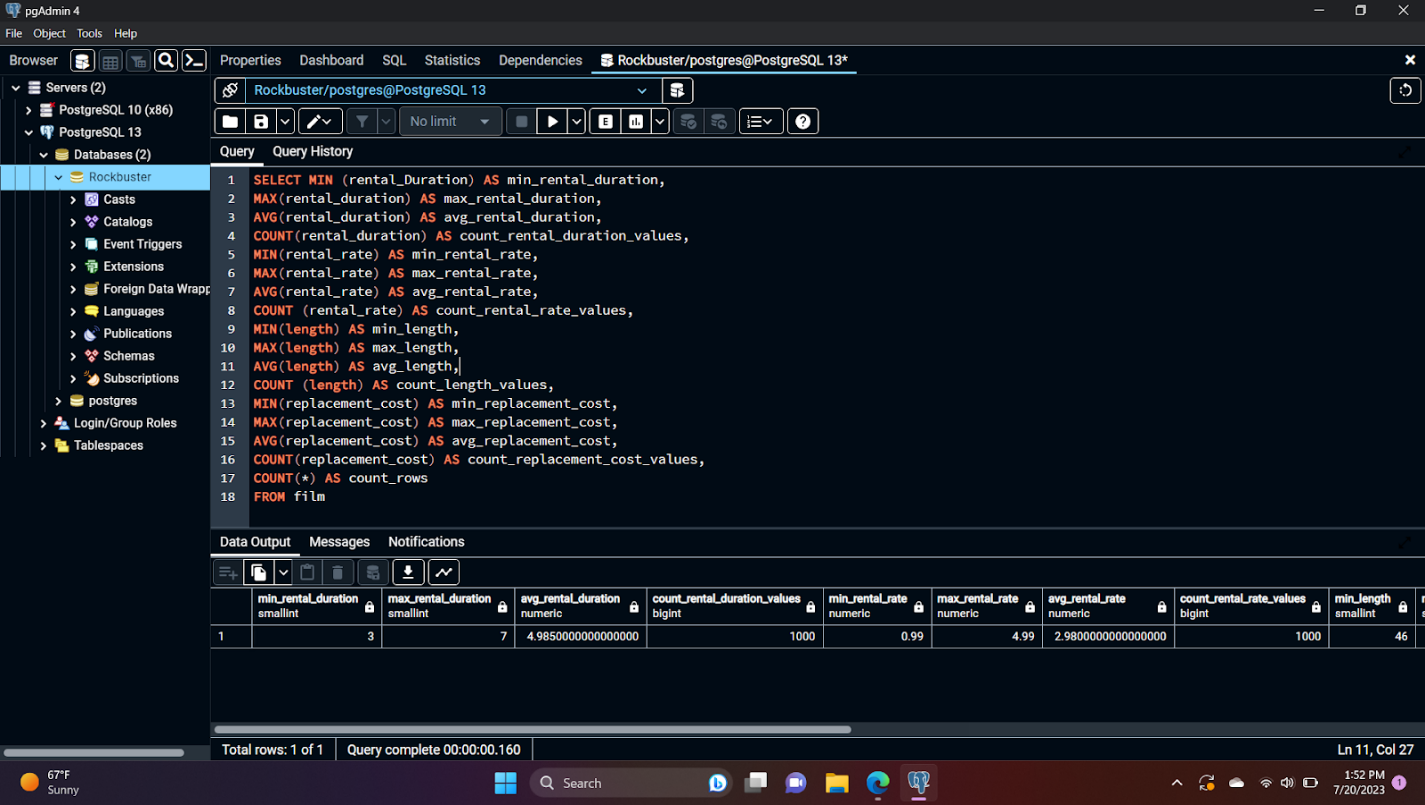 pgAdmin 4
File Object Tools Help
Browser
Properties Dashboard SQL Statistics Dependencies Rockbuster/postgres@PostgreSQL 13*
Servers (2)
PostgreSQL 10 (x86)
PostgreSQL 13
Databases (2)
Rockbuster
Casts
Catalogs
Event Triggers
Extensions
Foreign Data Wrapp
Languages
Publications
Schemas
Subscriptions
postgres
Login/Group Roles
Tablespaces
Rockbuster/postgres@PostgreSQL 13
No limit
E
Query Query History
1 SELECT MIN (rental_Duration) AS min_rental_duration,
2 MAX(rental_duration) AS max_rental_duration,
3 AVG(rental_duration) AS avg_rental_duration,
4 COUNT(rental_duration) AS count_rental_duration_values,
5 MIN(rental_rate) AS min_rental_rate,
6 MAX(rental_rate) AS max_rental_rate,
7 AVG(rental_rate) AS avg_rental_rate,
8 COUNT (rental_rate) AS count_rental_rate_values,
9 MIN(length) AS min_length,
10 MAX(length) AS max_length,
11 AVG(length) AS avg_length,
12 COUNT (length) AS count_length_values,
13 MIN(replacement_cost) AS min_replacement_cost,
14 MAX(replacement_cost) AS max_replacement_cost,
15 AVG(replacement_cost) AS avg_replacement_cost,
16 COUNT(replacement_cost) AS count_replacement_cost_values,
17 COUNT(*) AS count_rows
18 FROM film
Data Output Messages Notifications
min_rental_duration max_rental_duration avg_rental_duration count_rental_duration_values min_rental_rate max_rental_rate avg_rental_rate count_rental_rate_values min_length
smallint smallint numeric bigint numeric numeric numeric bigint smallint
1 3 7 4.9850000000000000 1000 0.99 4.99 2.9800000000000000 1000 46
Total rows: 1 of 1 Query complete 00:00:00.160 Ln 11, Col 27
67°F
Sunny
Search
1:52 PM
7/20/2023
1